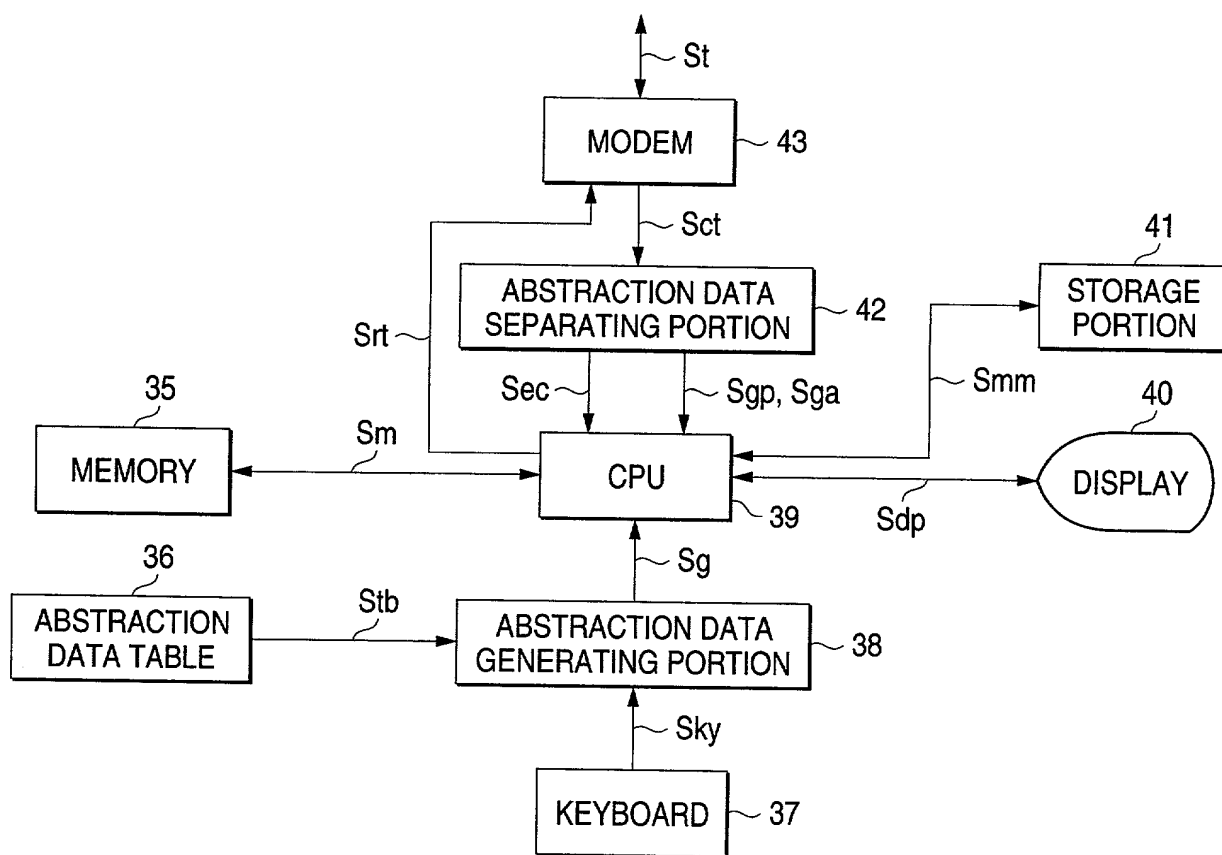 St
MODEM
43
Sct
41
ABSTRACTION DATA
SEPARATING PORTION
42
STORAGE
PORTION
Srt
Sec
Sgp, Sga
Smm
35
40
MEMORY
Sm
CPU
39
Sdp
DISPLAY
36
Sg
ABSTRACTION
DATA TABLE
Stb
ABSTRACTION DATA
GENERATING PORTION
38
Sky
KEYBOARD
37